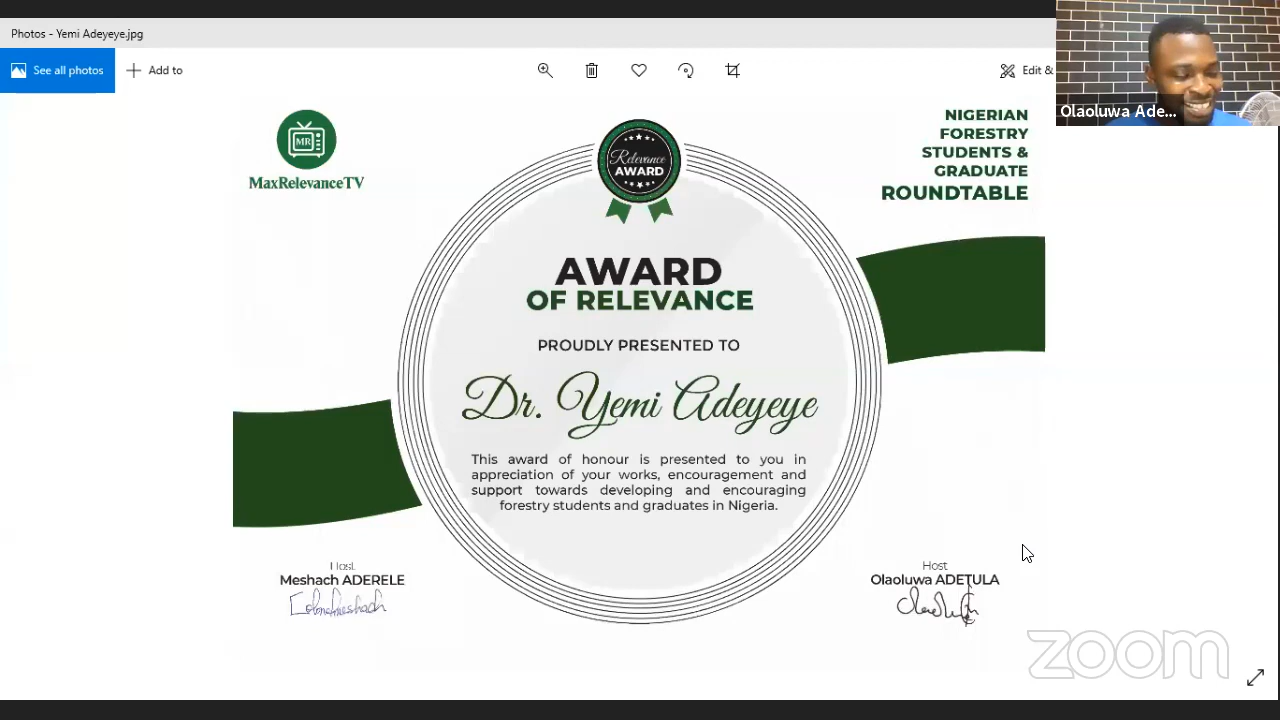 Photos - Yemi Adeyeye.jpg
See all photos
Add to
Edit &
Olaoluwa Ade...
MR
MaxRelevanceTV
Relevance
AWARD
NIGERIAN
FORESTRY
STUDENTS &
GRADUATE
ROUNDTABLE
AWARD
OF RELEVANCE
PROUDLY PRESENTED TO
Dr. Yemi Adeyeye
This award of honour is presented to you in
appreciation of your works, encouragement and
support towards developing and encouraging
forestry students and graduates in Nigeria.
Host
Meshach ADERELE
Host
Olaoluwa ADETULA
zoom